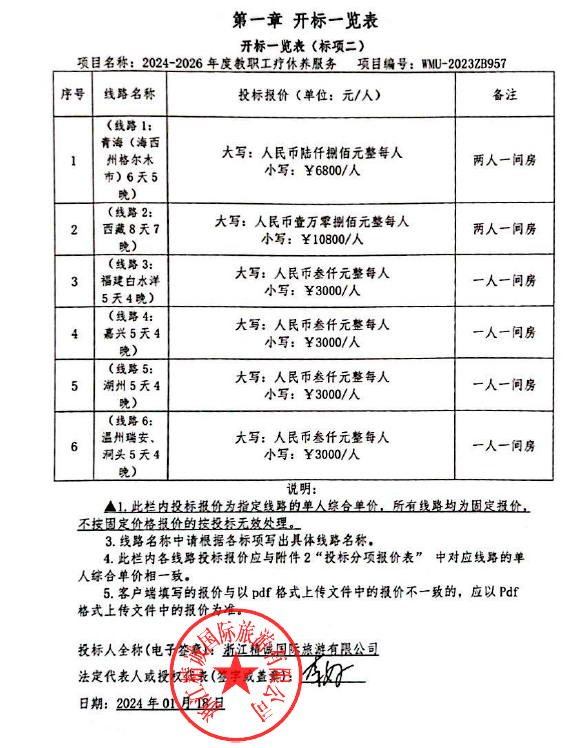 第一章 开标一览表
开标一览表（标项二）
项目名称：2024-2026 年度教职工疗休养服务 项目编号：WMU-2023ZB957
序号 线路名称 投标报价（单位：元/人） 备注
1
（线路 1：
青海（海西
州格尔木
市）6 天 5
晚）
大写：人民币陆仟捌佰元整每人
小写：￥6800/人
两人一间房
2
（线路 2：
西藏 8 天 7
晚）
大写：人民币壹万零捌佰元整每人
小写：￥10800/人
两人一间房
3
（线路 3：
福建白水洋
5 天 4 晚）
大写：人民币叁仟元整每人
小写：￥3000/人
一人一间房
4
（线路 4：
嘉兴 5 天 4
晚）
大写：人民币叁仟元整每人
小写：￥3000/人
一人一间房
5
（线路 5：
湖州 5 天 4
晚）
大写：人民币叁仟元整每人
小写：￥3000/人
一人一间房
6
（线路 6：
温州瑞安、
洞头 5 天 4
晚）
大写：人民币叁仟元整每人
小写：￥3000/人
一人一间房
说明：
▲1.此栏内投标报价为指定线路的单人综合单价，所有线路均为固定报价，
不按固定价格报价的按投标无效处理。
3.线路名称中请根据各标项写出具体线路名称。
4.此栏内各线路投标报价应与附件 2“投标分项报价表” 中对应线路的单
人综合单价相一致。
5.客户端填写的报价与以 pdf 格式上传文件中的报价不一致的，应以 Pdf
格式上传文件中的报价为准。
投标人全称(电子签章)：浙江精诚国际旅游有限公司
法定代表人或授权代表(签字或盖章)：
日期：2024 年 01 月 18 日
浙江精诚国际旅游有限公司